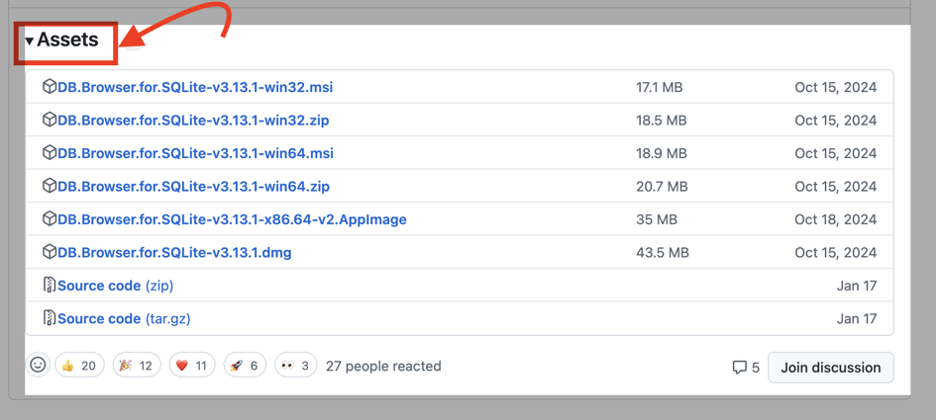 ▾Assets
DB.Browser.for.SQLite-v3.13.1-win32.msi 17.1 MB Oct 15, 2024
DB.Browser.for.SQLite-v3.13.1-win32.zip 18.5 MB Oct 15, 2024
DB.Browser.for.SQLite-v3.13.1-win64.msi 18.9 MB Oct 15, 2024
DB.Browser.for.SQLite-v3.13.1-win64.zip 20.7 MB Oct 15, 2024
DB.Browser.for.SQLite-v3.13.1-x86.64-v2.AppImage 35 MB Oct 18, 2024
DB.Browser.for.SQLite-v3.13.1.dmg 43.5 MB Oct 15, 2024
Source code (zip) Jan 17
Source code (tar.gz) Jan 17
👍 20 🎉 12 ❤️ 11 🚀 6 👀 3 27 people reacted 5 Join discussion